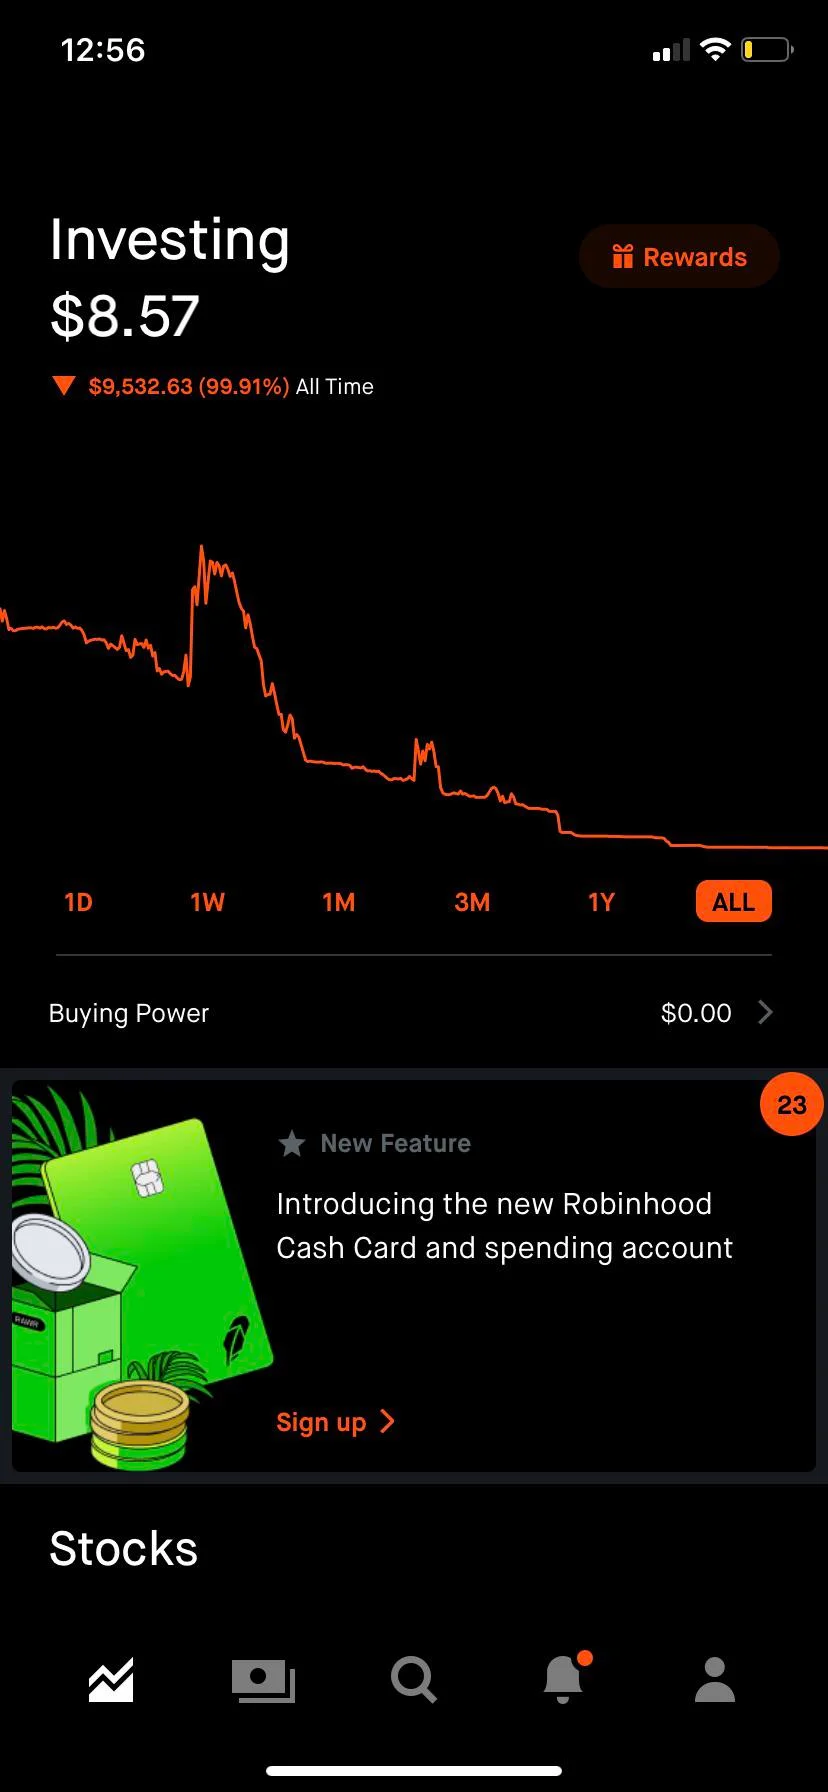 12:56
Investing
Rewards
$8.57
$9,532.63 (99.91%) All Time
1D 1W 1M 3M 1Y ALL
Buying Power $0.00
23
New Feature
Introducing the new Robinhood
Cash Card and spending account
RAWR
Sign up
Stocks